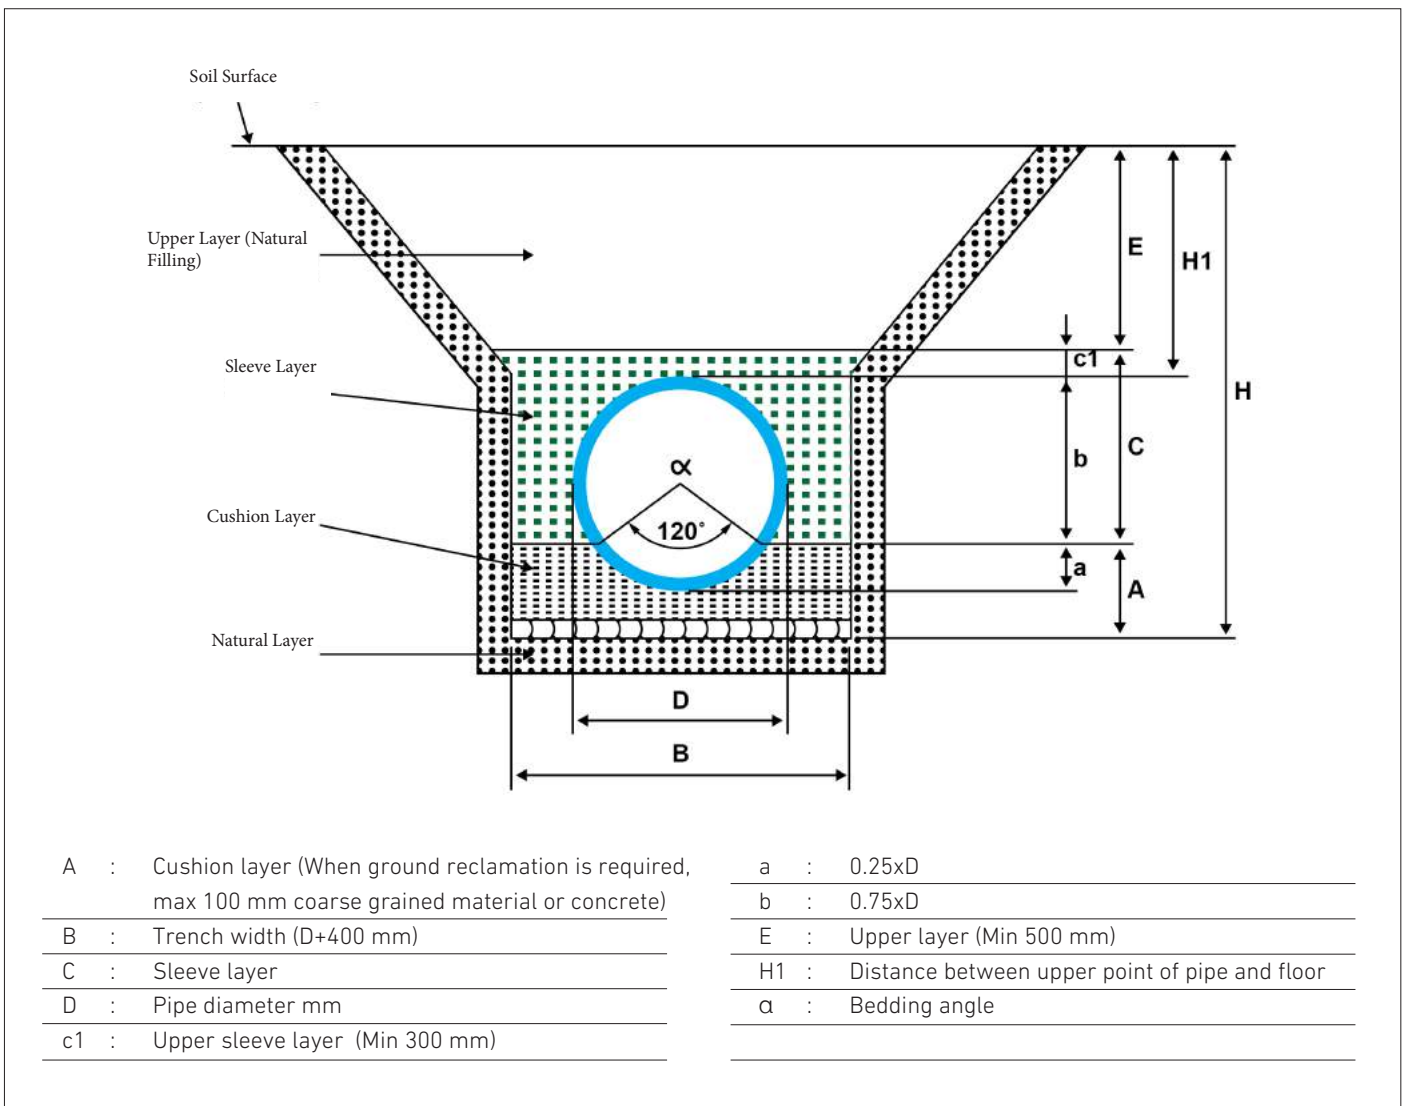 Soil Surface
Upper Layer (Natural
Filling)
Sleeve Layer
Cushion Layer
Natural Layer
E
H1
c1
H
b
C
α
120°
a
A
D
B
A : Cushion layer (When ground reclamation is required,
max 100 mm coarse grained material or concrete)
B : Trench width (D+400 mm)
C : Sleeve layer
D : Pipe diameter mm
c1 : Upper sleeve layer (Min 300 mm)
a : 0.25xD
b : 0.75xD
E : Upper layer (Min 500 mm)
H1 : Distance between upper point of pipe and floor
α : Bedding angle